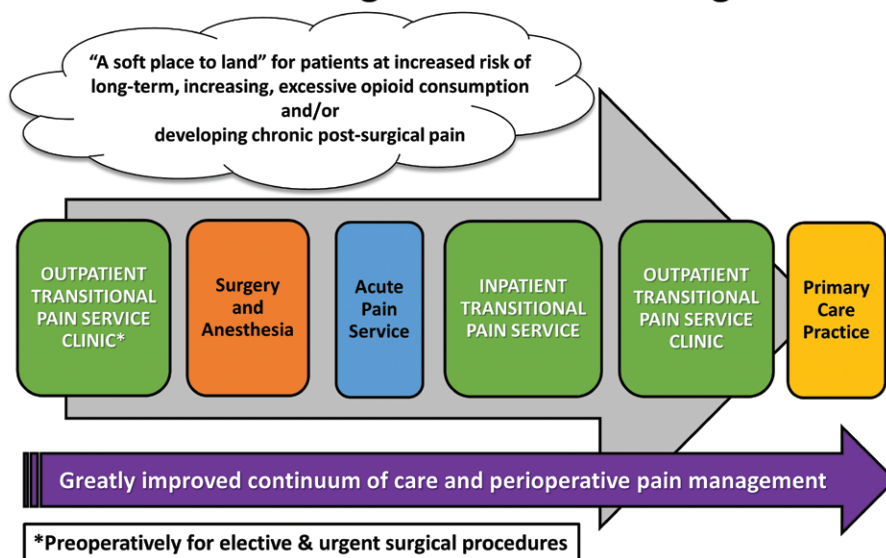 “A soft place to land” for patients at increased risk of
long-term, increasing, excessive opioid consumption
and/or
developing chronic post-surgical pain
OUTPATIENT
TRANSITIONAL
PAIN SERVICE
CLINIC*
Surgery
and
Anesthesia
Acute
Pain
Service
INPATIENT
TRANSITIONAL
PAIN SERVICE
OUTPATIENT
TRANSITIONAL
PAIN SERVICE
CLINIC
Primary
Care
Practice
Greatly improved continuum of care and perioperative pain management
*Preoperatively for elective & urgent surgical procedures